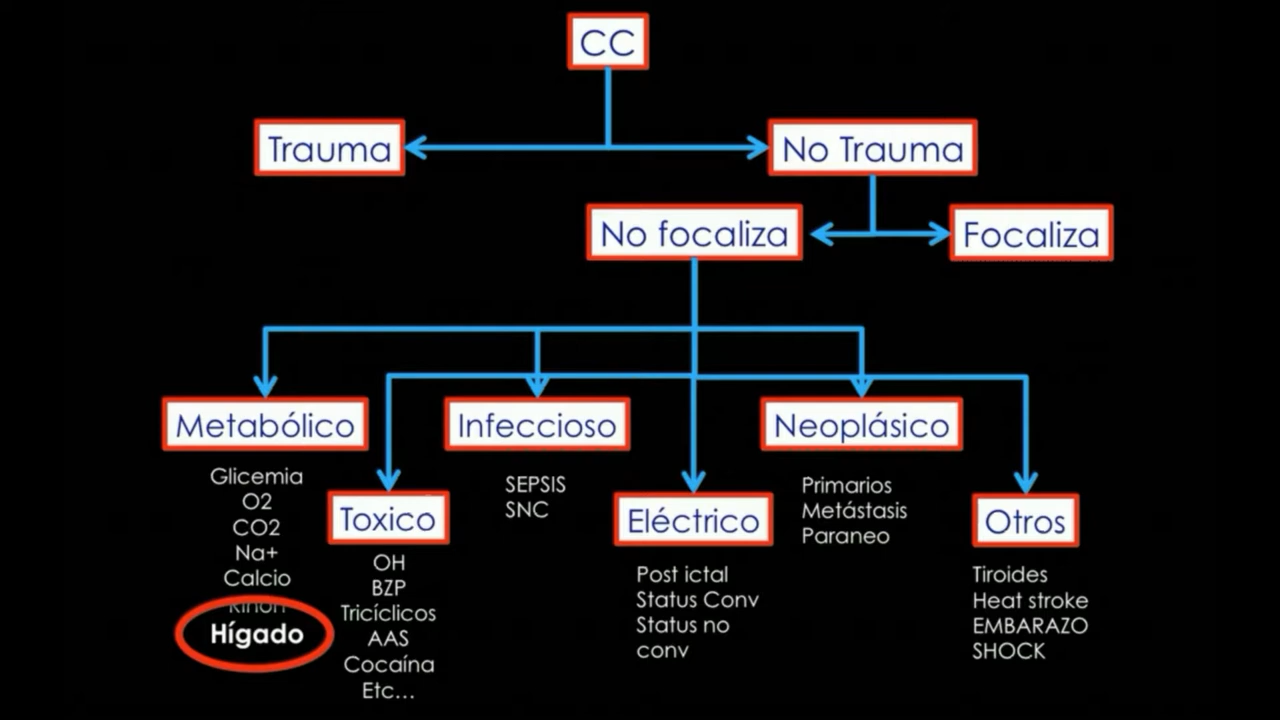 CC
Trauma
No Trauma
No focaliza
Focaliza
Metabólico
Glicemia
O2
CO2
Na+
Calcio
Riñón
Hígado
Toxico
OH
BZP
Tricíclicos
AAS
Cocaína
Etc...
Infeccioso
SEPSIS
SNC
Eléctrico
Post ictal
Status Conv
Status no
conv
Neoplásico
Primarios
Metástasis
Paraneo
Otros
Tiroides
Heat stroke
EMBARAZO
SHOCK